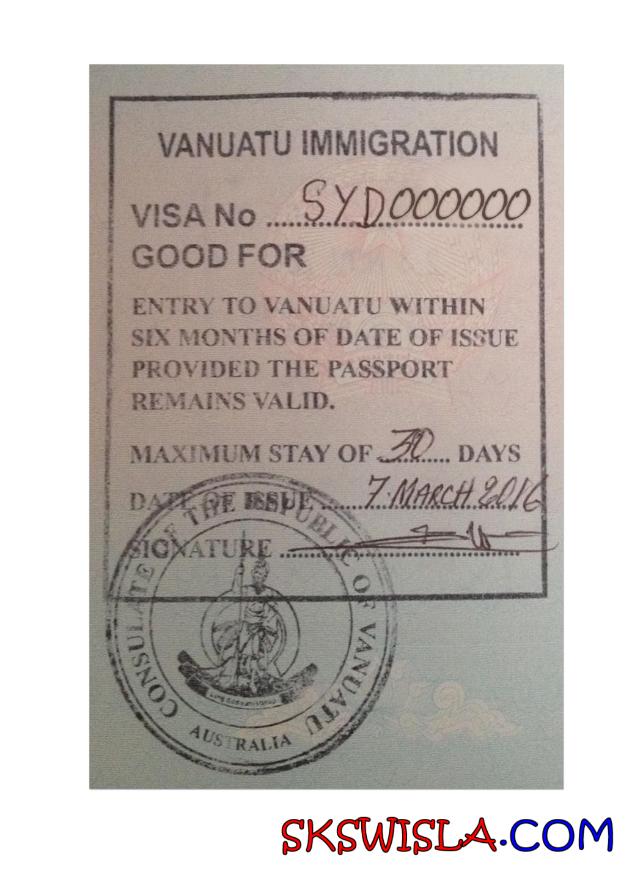 VANUATU IMMIGRATION
VISA No ..... SYD000000
GOOD FOR
ENTRY TO VANUATU WITHIN
SIX MONTHS OF DATE OF ISSUE
PROVIDED THE PASSPORT
REMAINS VALID.
MAXIMUM STAY OF 30 DAYS
DATE OF ISSUE ..... 7 MARCH 2016
SIGNATURE .....
CONSULATE OF THE REPUBLIC OF VANUATU
AUSTRALIA
SKSWISLA.COM